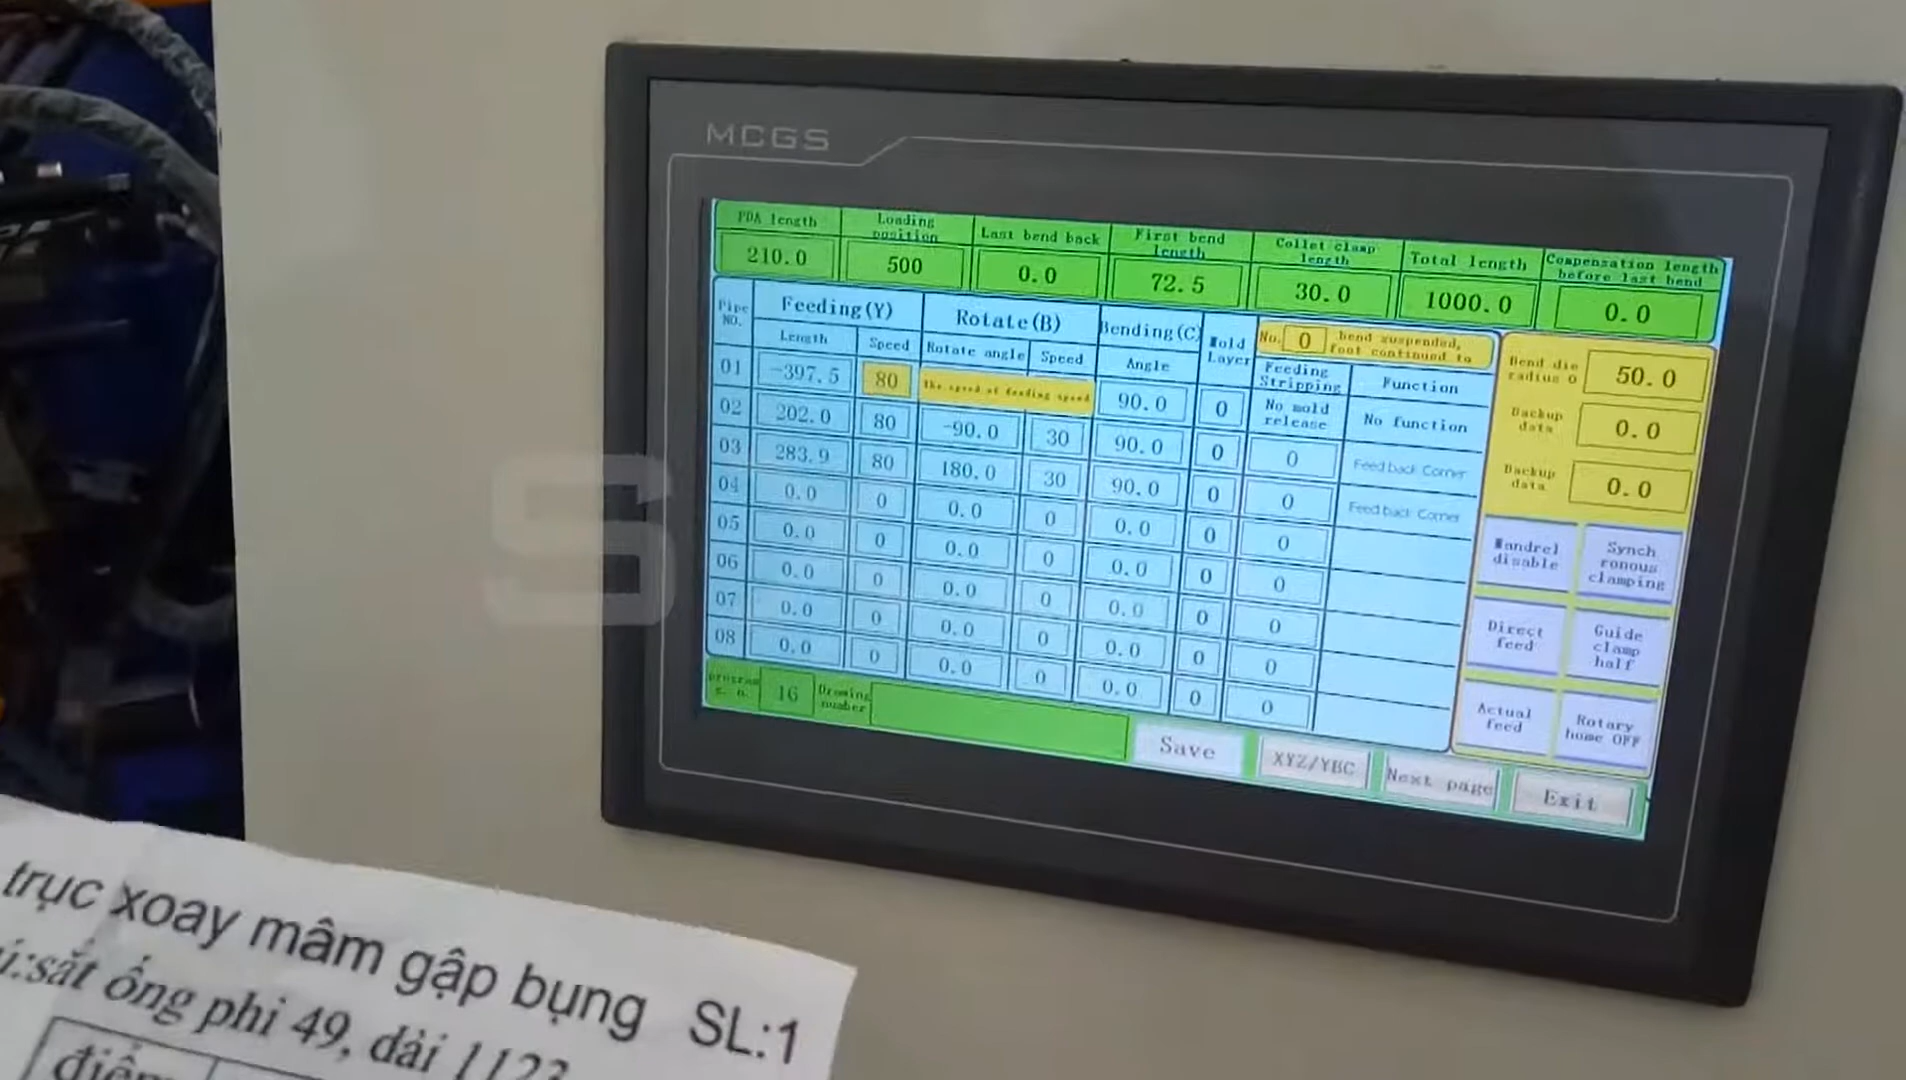 MCGS
PDA length
Loading position
Last bend back
First bend length
Collet clamp length
Total length
Compensation length before last bend
210.0
500
0.0
72.5
30.0
1000.0
0.0
Pipe NO.
Feeding(Y)
Rotate(B)
Bending(C)
Mold Layer
No. 0 bend suspended, foot continued to
Length
Speed
Rotate angle
Speed
Angle
Feeding Stripping
Function
01 -397.5 80 the speed of feeding speed 90.0 0 No mold release No function
02 202.0 80 -90.0 30 90.0 0 0 Feed back Corner
03 283.9 80 180.0 30 90.0 0 0 Feed back Corner
04 0.0 0 0.0 0 0.0 0 0
05 0.0 0 0.0 0 0.0 0 0
06 0.0 0 0.0 0 0.0 0 0
07 0.0 0 0.0 0 0.0 0 0
08 0.0 0 0.0 0 0.0 0 0
Bend die radius 50.0
Backup data 0.0
Backup data 0.0
Mandrel disable
Synch ronous clamping
Direct feed
Guide clamp half
Actual feed
Rotary home OFF
program 16
Drawing number
Save
XYZ/YBC
Next page
Exit
S
trục xoay mâm gập bụng SL:1
sắt ống phi 49, dài 1123
điểm